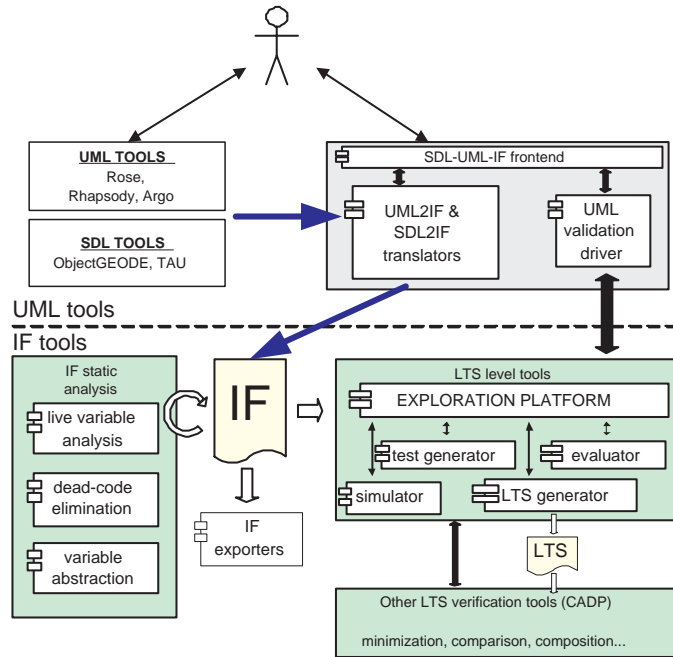 UML TOOLS
Rose,
Rhapsody, Argo
SDL TOOLS
ObjectGEODE, TAU
SDL-UML-IF frontend
UML2IF &
SDL2IF
translators
UML
validation
driver
UML tools
IF tools
IF static
analysis
live variable
analysis
dead-code
elimination
variable
abstraction
IF
IF
exporters
LTS level tools
EXPLORATION PLATFORM
test generator
evaluator
simulator
LTS generator
LTS
Other LTS verification tools (CADP)
minimization, comparison, composition...